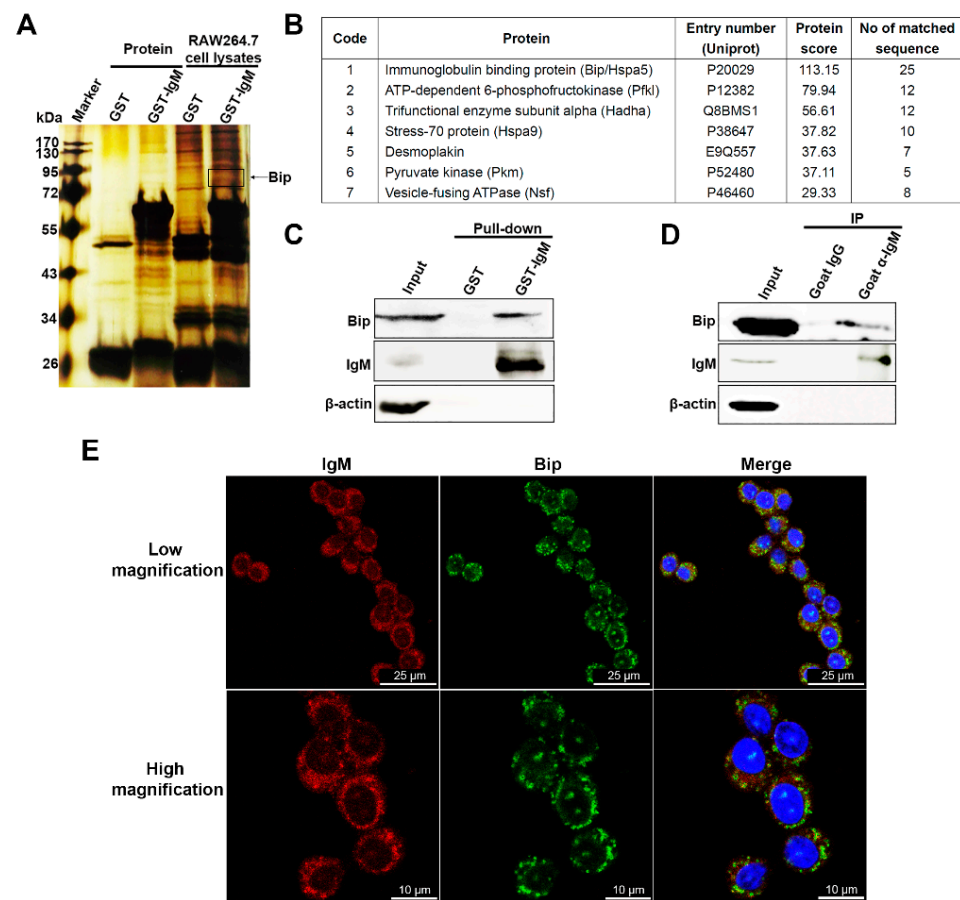 A
Protein
RAW264.7
cell lysates
Marker
GST
GST-IgM
GST
GST-IgM
kDa
170
130
95
72
55
43
34
26
Bip
B
Code Protein Entry number (Uniprot) Protein score No of matched sequence
1 Immunoglobulin binding protein (Bip/Hspa5) P20029 113.15 25
2 ATP-dependent 6-phosphofructokinase (Pfkl) P12382 79.94 12
3 Trifunctional enzyme subunit alpha (Hadha) Q8BMS1 56.61 12
4 Stress-70 protein (Hspa9) P38647 37.82 10
5 Desmoplakin E9Q557 37.63 7
6 Pyruvate kinase (Pkm) P52480 37.11 5
7 Vesicle-fusing ATPase (Nsf) P46460 29.33 8
C
Pull-down
Input
GST
GST-IgM
Bip
IgM
β-actin
D
IP
Input
Goat IgG
Goat α-IgM
Bip
IgM
β-actin
E
IgM Bip Merge
Low
magnification
25 µm 25 µm 25 µm
High
magnification
10 µm 10 µm 10 µm